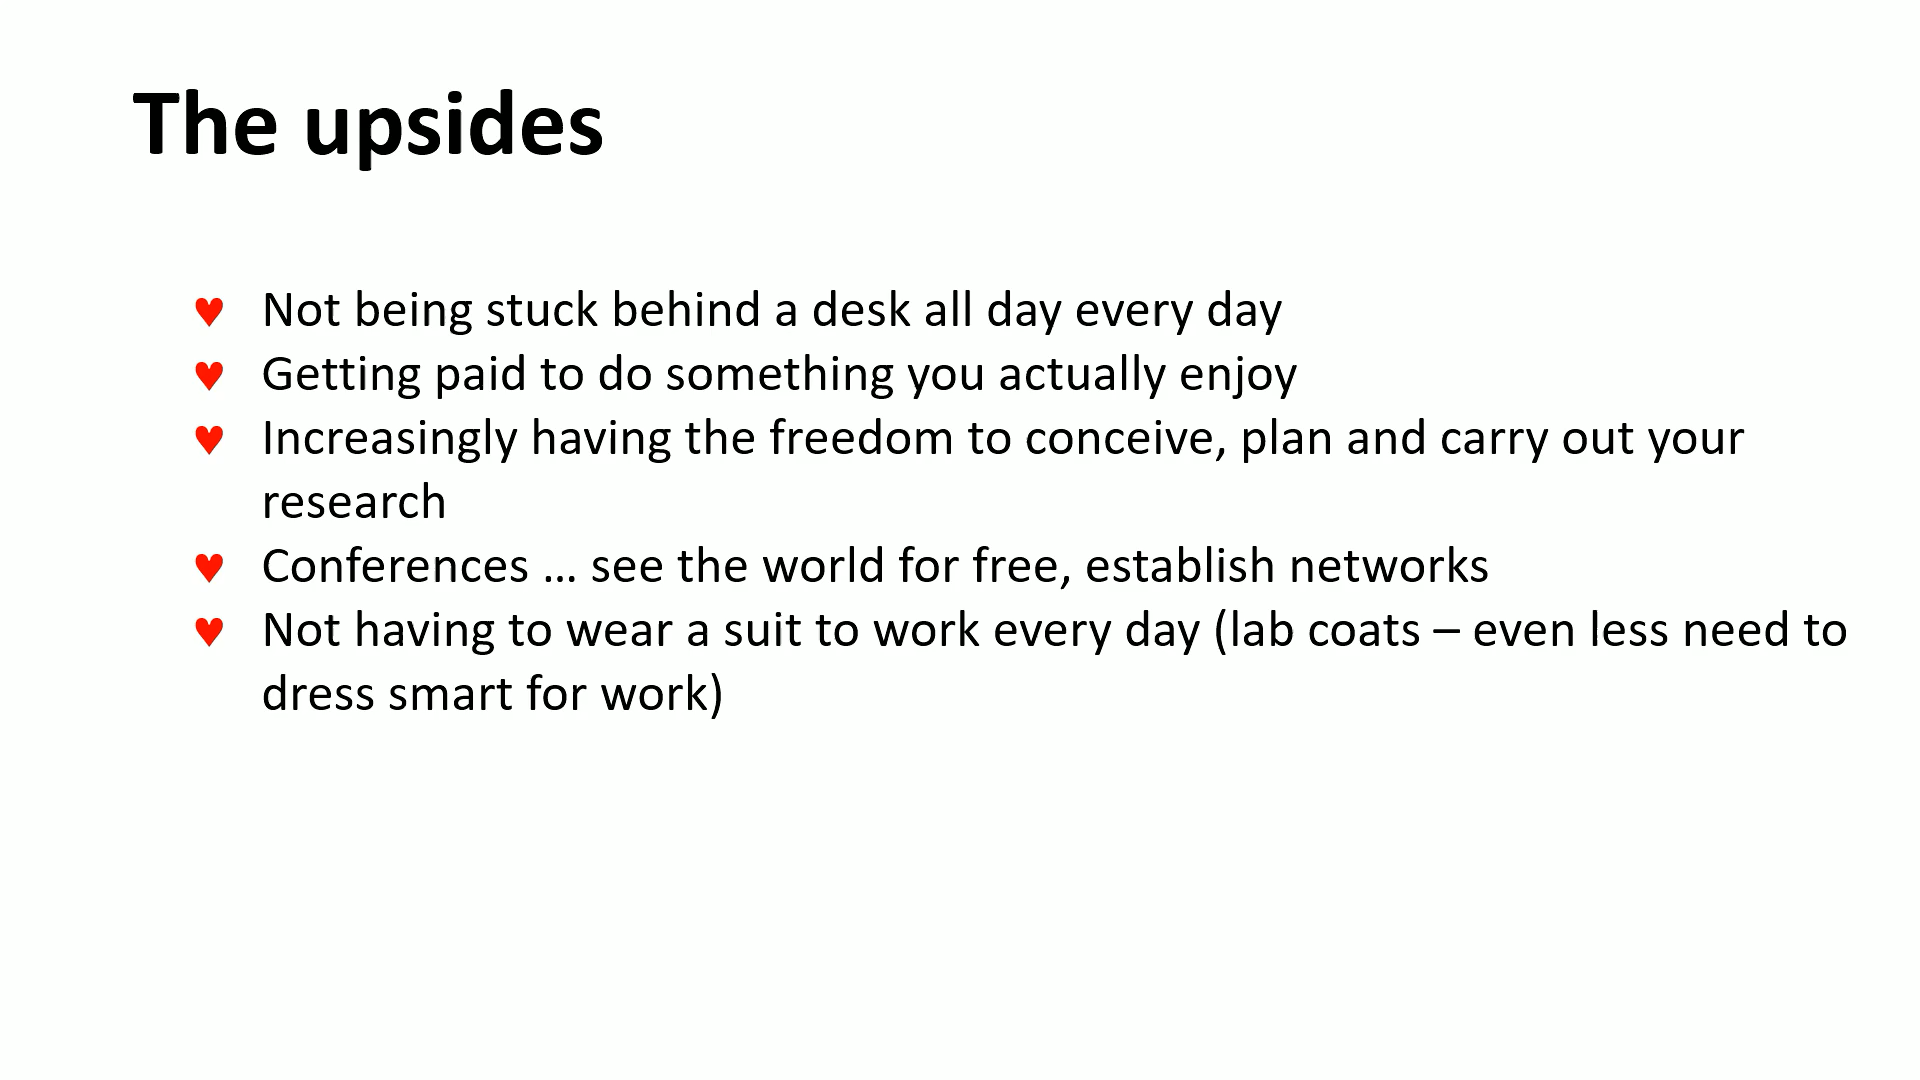 The upsides
♥ Not being stuck behind a desk all day every day
♥ Getting paid to do something you actually enjoy
♥ Increasingly having the freedom to conceive, plan and carry out your
research
♥ Conferences … see the world for free, establish networks
♥ Not having to wear a suit to work every day (lab coats – even less need to
dress smart for work)